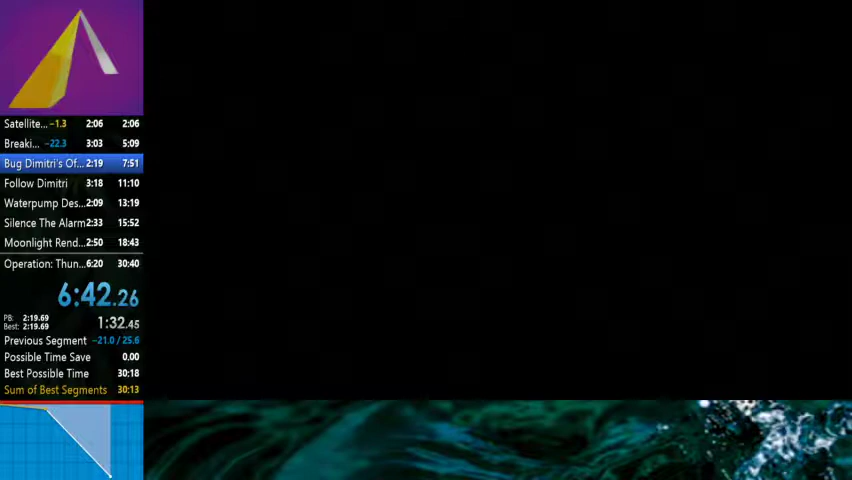 Satellite... −1.3 2:06 2:06
Breaki... −22.3 3:03 5:09
Bug Dimitri's Of... 2:19 7:51
Follow Dimitri 3:18 11:10
Waterpump Des... 2:09 13:19
Silence The Alarm 2:33 15:52
Moonlight Rend... 2:50 18:43
Operation: Thun... 6:20 30:40
6:42.26
PB: 2:19.69
Best: 2:19.69
1:32.45
Previous Segment −21.0 / 25.6
Possible Time Save 0.00
Best Possible Time 30:18
Sum of Best Segments 30:13